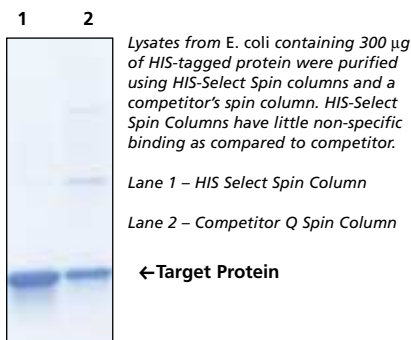 1 2
Lysates from E. coli containing 300 μg
of HIS-tagged protein were purified
using HIS-Select Spin columns and a
competitor's spin column. HIS-Select
Spin Columns have little non-specific
binding as compared to competitor.
Lane 1 – HIS Select Spin Column
Lane 2 – Competitor Q Spin Column
←Target Protein